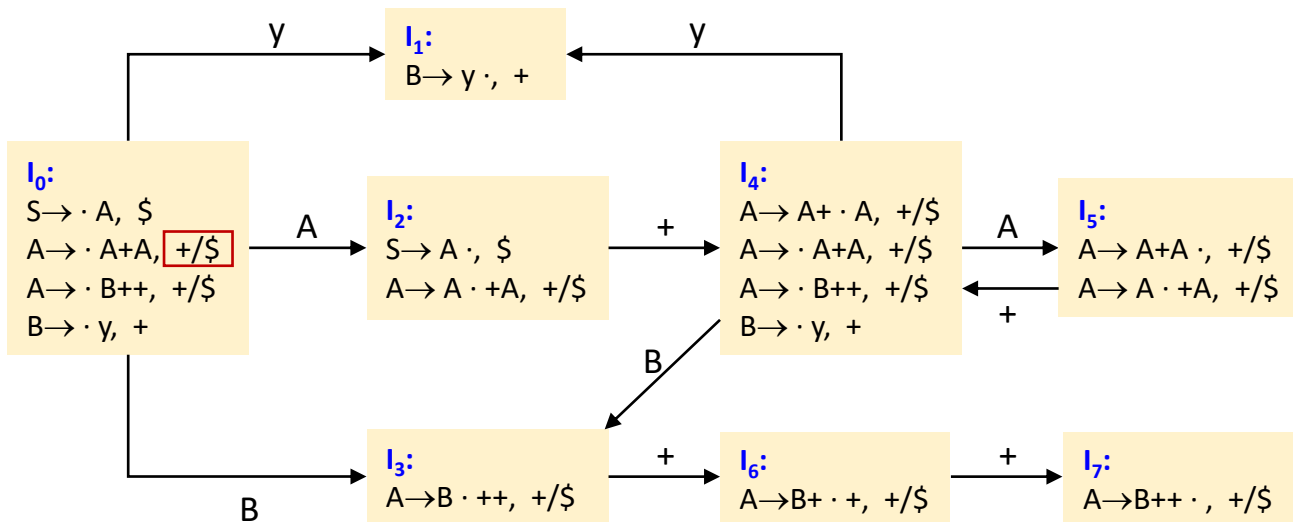 y
I₁:
B→ y ·, +
y
I₀:
S→ · A, $
A→ · A+A, +/$
A→ · B++, +/$
B→ · y, +
A
I₂:
S→ A ·, $
A→ A · +A, +/$
+
I₄:
A→ A+ · A, +/$
A→ · A+A, +/$
A→ · B++, +/$
B→ · y, +
A
+
I₅:
A→ A+A ·, +/$
A→ A · +A, +/$
B
B
I₃:
A→B · ++, +/$
+
I₆:
A→B+ · +, +/$
+
I₇:
A→B++ · , +/$